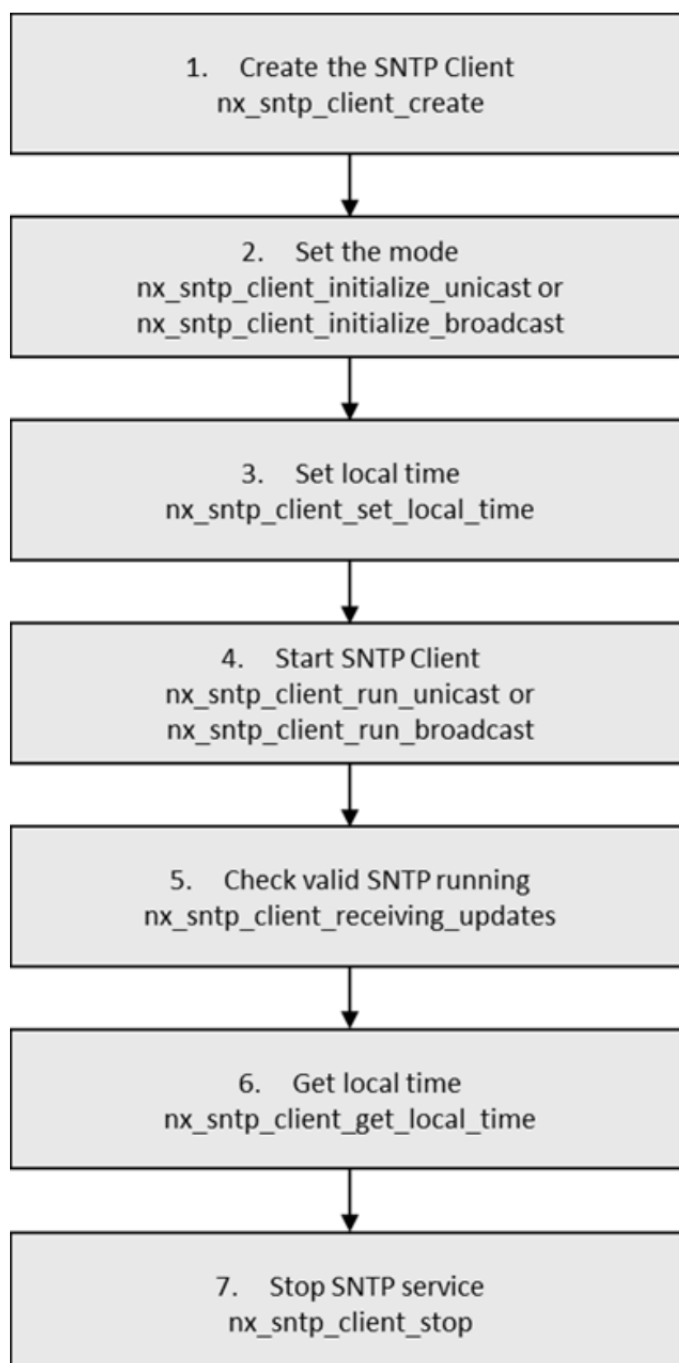 1. Create the SNTP Client
nx_sntp_client_create
2. Set the mode
nx_sntp_client_initialize_unicast or
nx_sntp_client_initialize_broadcast
3. Set local time
nx_sntp_client_set_local_time
4. Start SNTP Client
nx_sntp_client_run_unicast or
nx_sntp_client_run_broadcast
5. Check valid SNTP running
nx_sntp_client_receiving_updates
6. Get local time
nx_sntp_client_get_local_time
7. Stop SNTP service
nx_sntp_client_stop